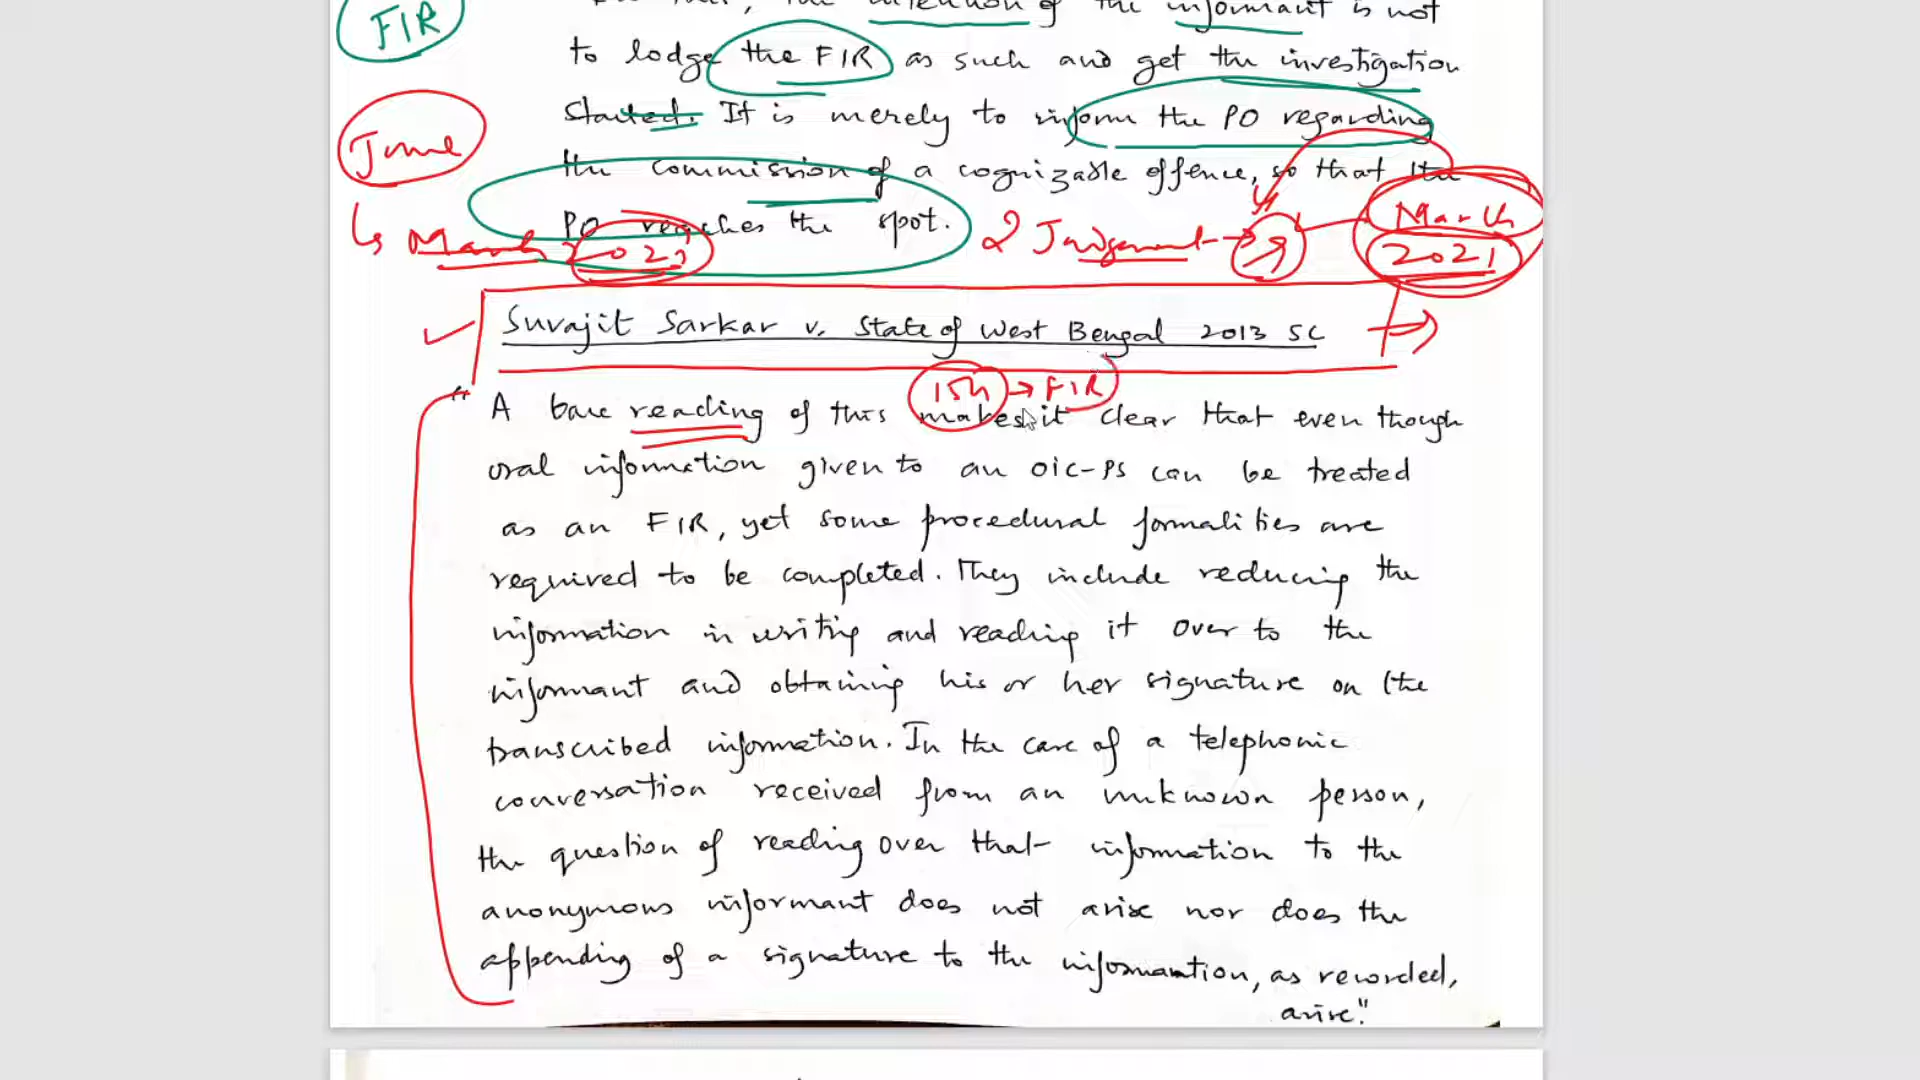 FIR
the intention of the informant is not
to lodge the FIR as such and get the investigation
started. It is merely to inform the PO regarding
June
the commission of a cognizable offence, so that the
PO reaches the spot.
↳ March 2021
2 Judgement →
March
2021
Suvajit Sarkar v. State of West Bengal 2013 SC
154 → FIR
" A bare reading of this makes it clear that even though
oral information given to an OIC-PS can be treated
as an FIR, yet some procedural formalities are
required to be completed. They include reducing the
information in writing and reading it over to the
informant and obtaining his or her signature on the
transcribed information. In the case of a telephonic
conversation received from an unknown person,
the question of reading over that information to the
anonymous informant does not arise nor does the
appending of a signature to the information, as recorded,
arise."